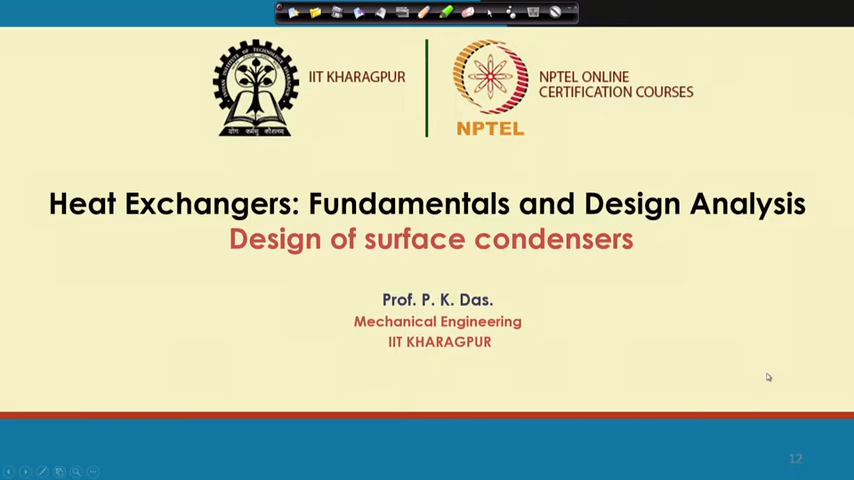 IIT KHARAGPUR
NPTEL ONLINE
CERTIFICATION COURSES
NPTEL
Heat Exchangers: Fundamentals and Design Analysis
Design of surface condensers
Prof. P. K. Das.
Mechanical Engineering
IIT KHARAGPUR
12